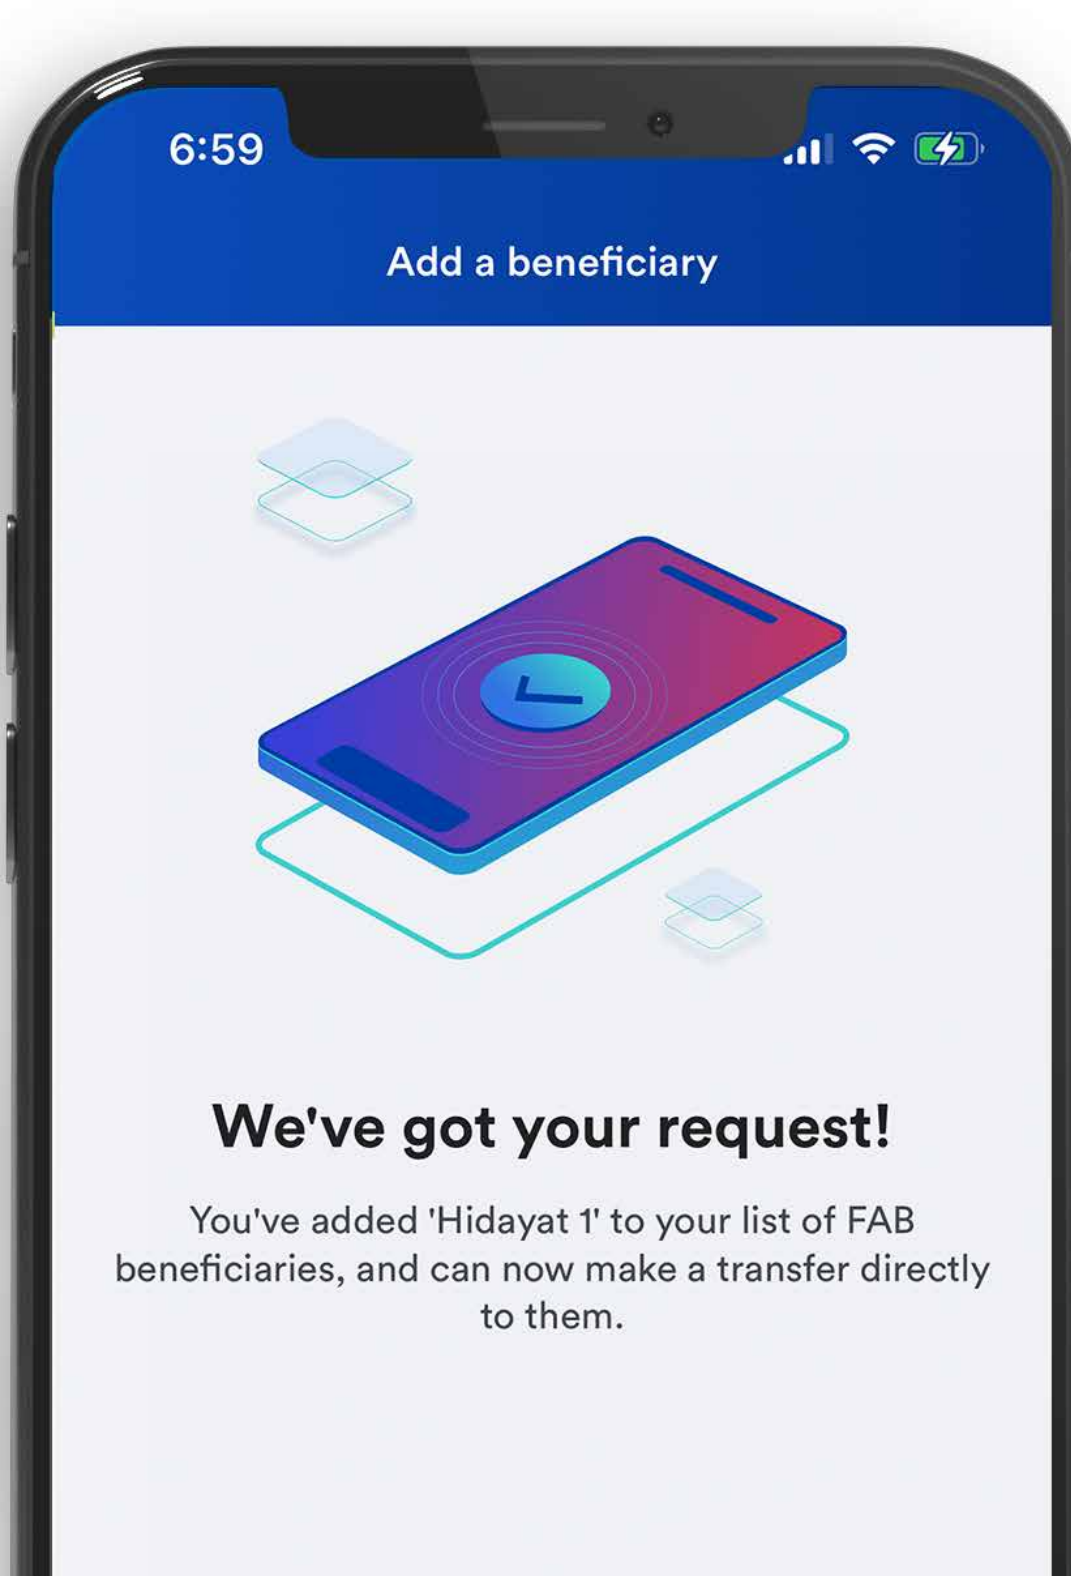 6:59
Add a beneficiary
We've got your request!
You've added 'Hidayat 1' to your list of FAB
beneficiaries, and can now make a transfer directly
to them.